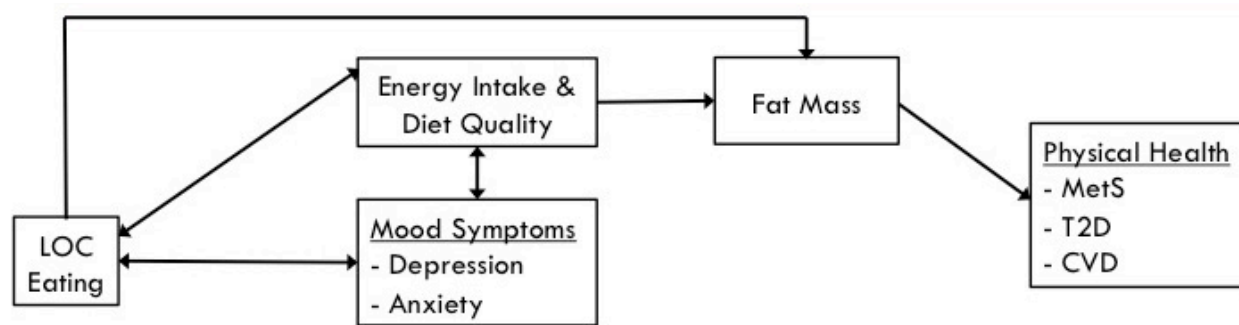 Energy Intake &
Diet Quality
Fat Mass
Physical Health
- MetS
- T2D
- CVD
LOC
Eating
Mood Symptoms
- Depression
- Anxiety